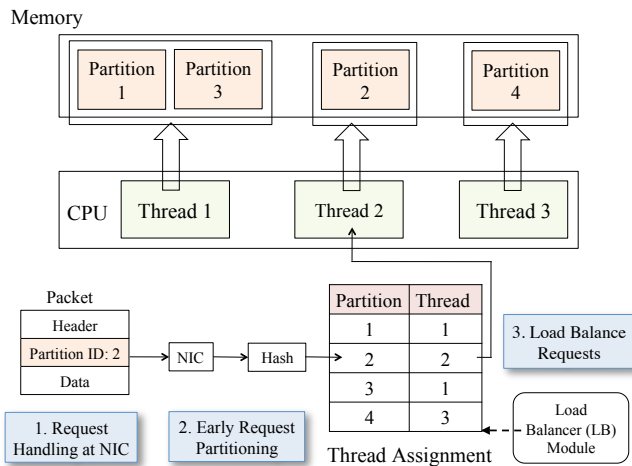 Memory
Partition
1
Partition
3
Partition
2
Partition
4
CPU
Thread 1
Thread 2
Thread 3
Packet
Header
Partition ID: 2
Data
NIC
Hash
Partition Thread
1 1
2 2
3 1
4 3
Thread Assignment
3. Load Balance
Requests
1. Request
Handling at NIC
2. Early Request
Partitioning
Load
Balancer (LB)
Module